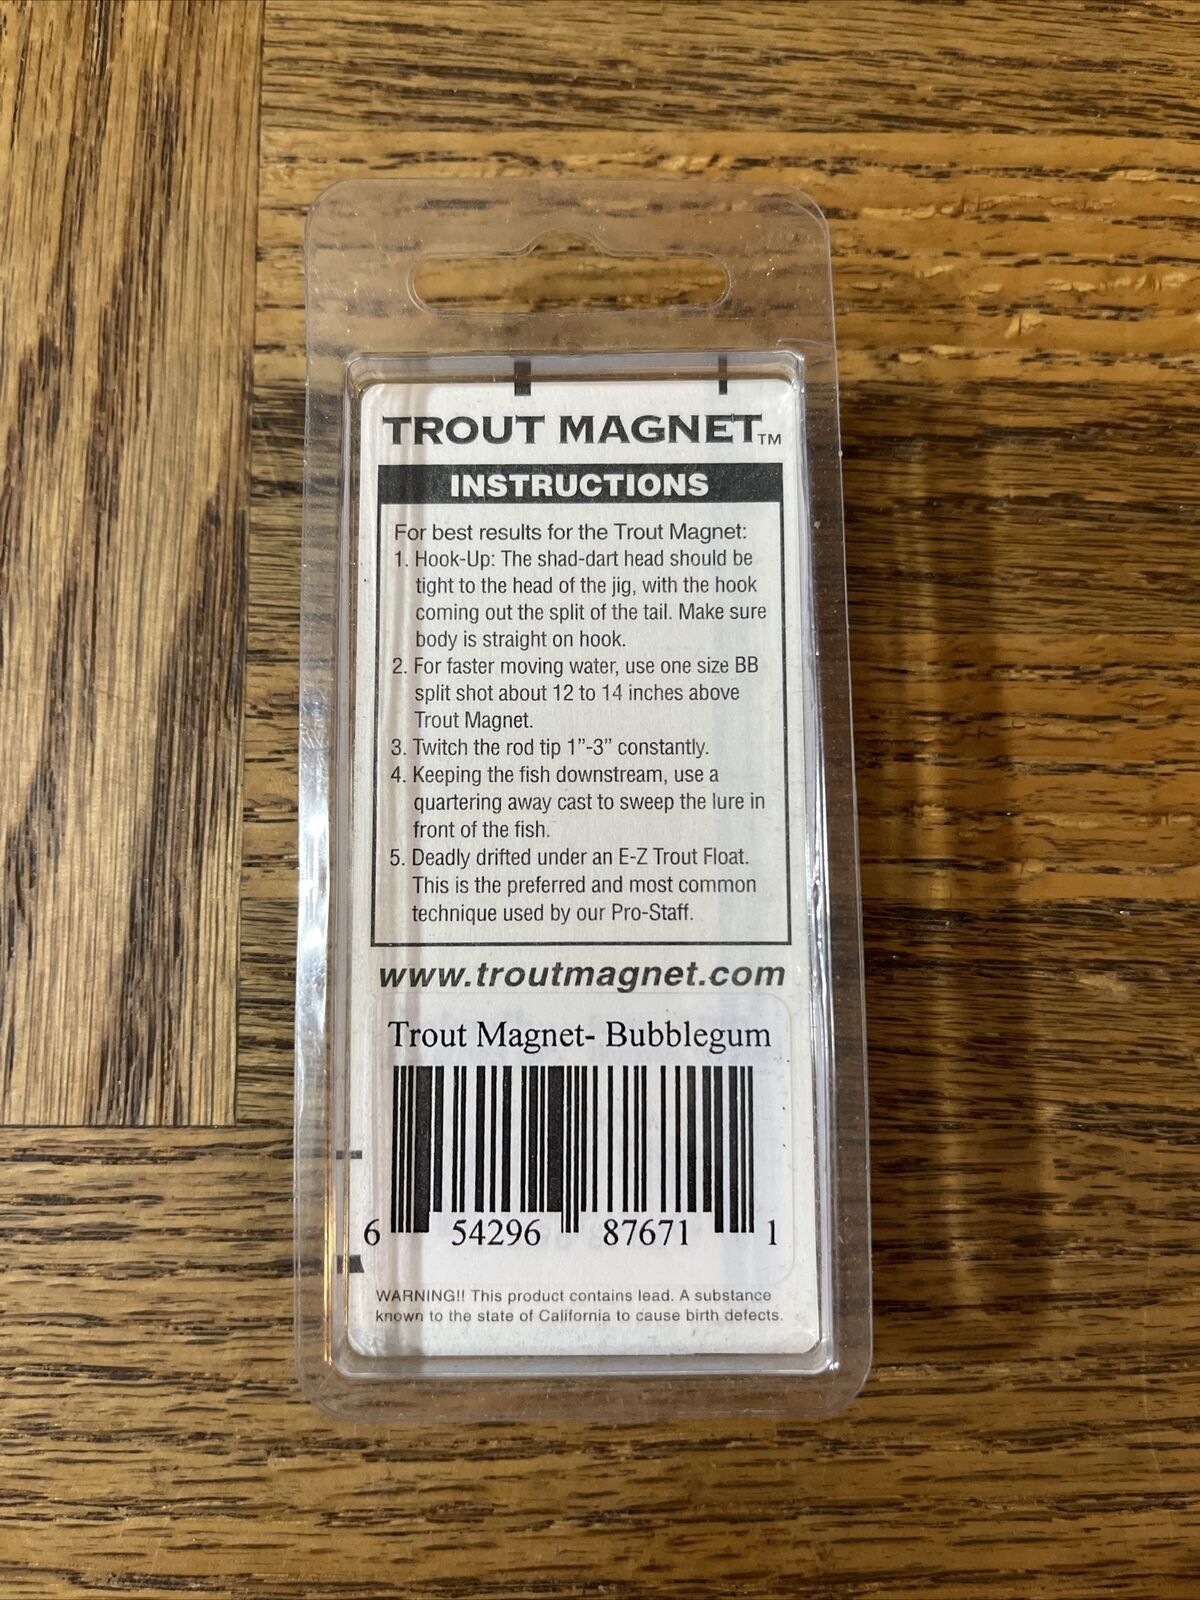 TROUT MAGNET™
INSTRUCTIONS
For best results for the Trout Magnet:
1. Hook-Up: The shad-dart head should be
tight to the head of the jig, with the hook
coming out the split of the tail. Make sure
body is straight on hook.
2. For faster moving water, use one size BB
split shot about 12 to 14 inches above
Trout Magnet.
3. Twitch the rod tip 1”-3” constantly.
4. Keeping the fish downstream, use a
quartering away cast to sweep the lure in
front of the fish.
5. Deadly drifted under an E-Z Trout Float.
This is the preferred and most common
technique used by our Pro-Staff.
www.troutmagnet.com
Trout Magnet- Bubblegum
6 54296 87671 1
WARNING!! This product contains lead. A substance
known to the state of California to cause birth defects.